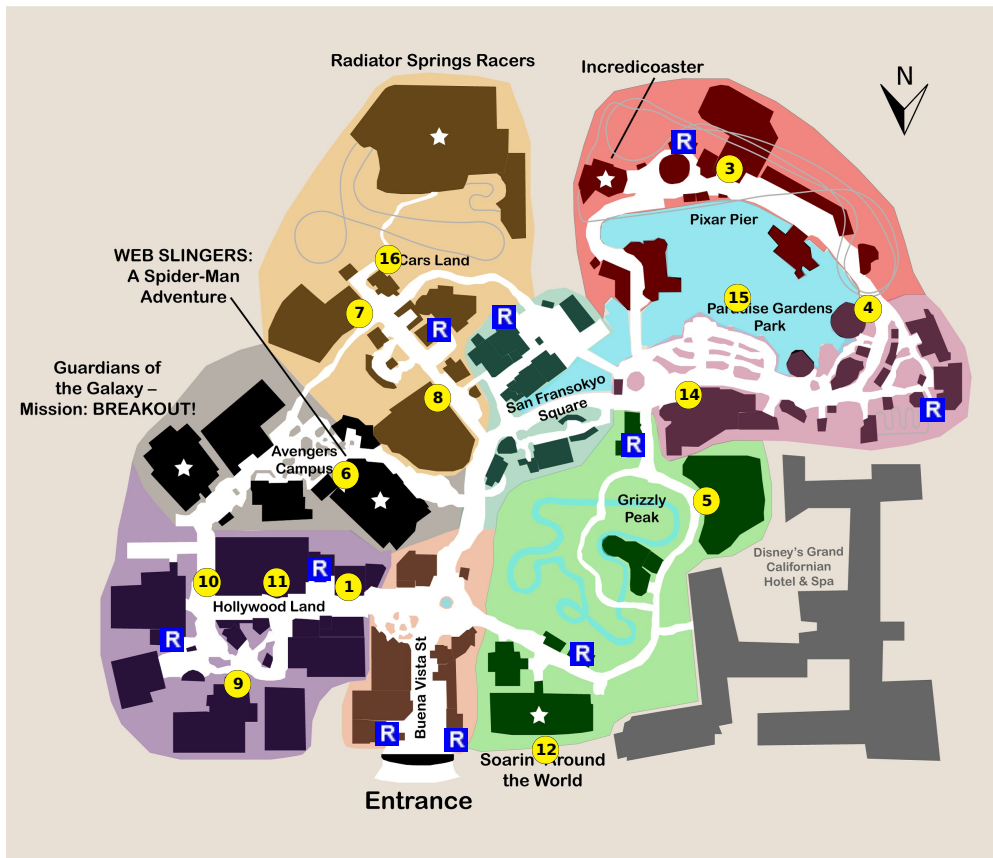 Radiator Springs Racers
Incredicoaster
N
R
3
Pixar Pier
WEB SLINGERS:
A Spider-Man
Adventure
16
Cars Land
15
Paradise Gardens
Park
4
7
R
R
Guardians of
the Galaxy –
Mission: BREAKOUT!
8
San Fransokyo
Square
14
R
R
Avengers
Campus
6
Grizzly
Peak
5
Disney's Grand
Californian
Hotel & Spa
10
11
R
1
Hollywood Land
R
9
Buena Vista St
R
R
R
12
Soarin' Around
the World
Entrance